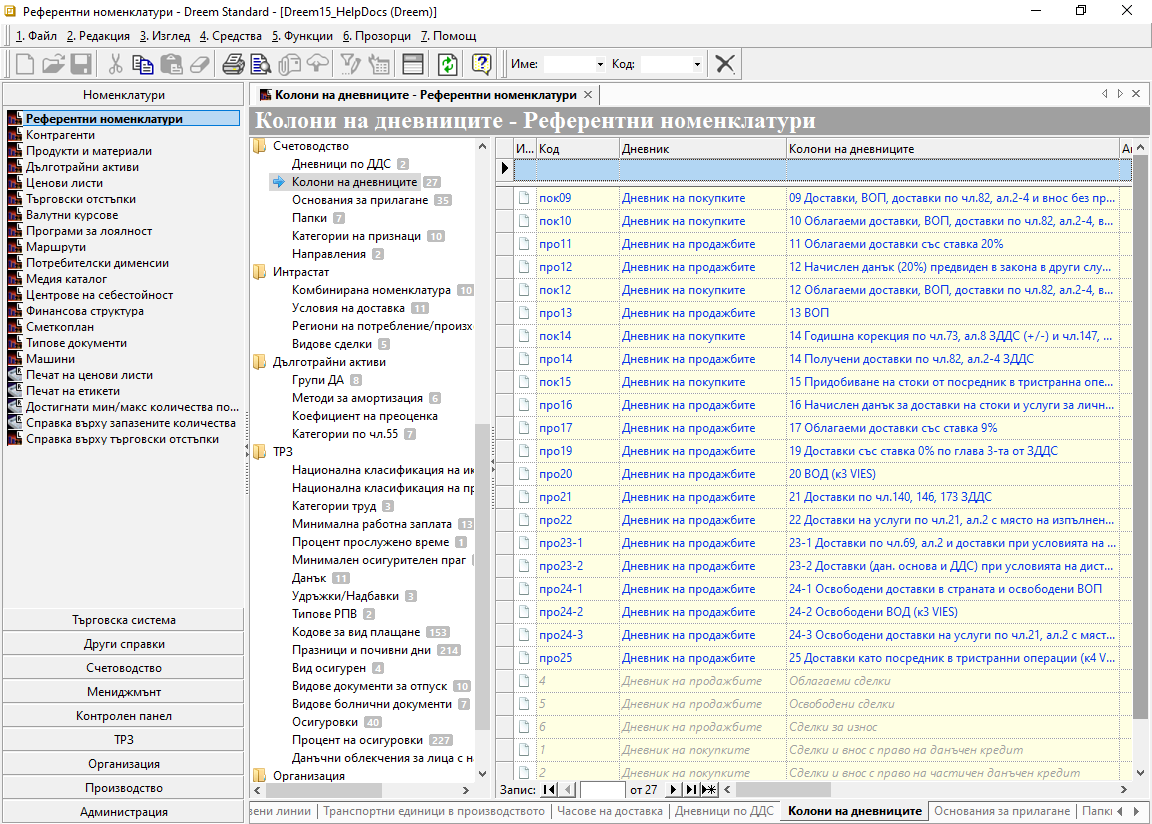 Референтни номенклатури - Dreem Standard - [Dreem15_HelpDocs (Dreem)]
1. Файл 2. Редакция 3. Изглед 4. Средства 5. Функции 6. Прозорци 7. Помощ
Име: Код:
Номенклатури
Референтни номенклатури
Контрагенти
Продукти и материали
Дълготрайни активи
Ценови листи
Търговски отстъпки
Валутни курсове
Програми за лоялност
Маршрути
Потребителски дименсии
Медия каталог
Центрове на себестойност
Финансова структура
Сметкоплан
Типове документи
Машини
Печат на ценови листи
Печат на етикети
Достигнати мин/макс количества по...
Справка върху запазените количества
Справка върху търговски отстъпки
Търговска система
Други справки
Счетоводство
Мениджмънт
Контролен панел
ТРЗ
Организация
Производство
Администрация
Колони на дневниците - Референтни номенклатури
Колони на дневниците - Референтни номенклатури
Счетоводство
Дневници по ДДС 2
Колони на дневниците 27
Основания за прилагане 35
Папки 7
Категории на признаци 10
Направления 2
Интрастат
Комбинирана номенклатура 10
Условия на доставка 11
Региони на потребление/произх
Видове сделки 5
Дълготрайни активи
Групи ДА 8
Методи за амортизация 6
Коефициент на преоценка
Категории по чл.55 7
ТРЗ
Национална класификация на ик
Национална класификация на пр
Категории труд 3
Минимална работна заплата 13
Процент прослужено време 1
Минимален осигурителен праг
Данък 11
Удръжки/Надбавки 3
Типове РПВ 2
Кодове за вид плащане 153
Празници и почивни дни 214
Вид осигурен 4
Видове документи за отпуск 10
Видове болнични документи 7
Осигуровки 40
Процент на осигуровки 227
Данъчни облекчения за лица с н
Организация
И... Код Дневник Колони на дневниците
пок09 Дневник на покупките 09 Доставки, ВОП, доставки по чл.82, ал.2-4 и внос без пр...
пок10 Дневник на покупките 10 Облагаеми доставки, ВОП, доставки по чл.82, ал.2-4, в...
про11 Дневник на продажбите 11 Облагаеми доставки със ставка 20%
про12 Дневник на продажбите 12 Начислен данък (20%) предвиден в закона в други слу...
пок12 Дневник на покупките 12 Облагаеми доставки, ВОП, доставки по чл.82, ал.2-4, в...
про13 Дневник на продажбите 13 ВОП
пок14 Дневник на покупките 14 Годишна корекция по чл.73, ал.8 ЗДДС (+/-) и чл.147, ...
про14 Дневник на продажбите 14 Получени доставки по чл.82, ал.2-4 ЗДДС
пок15 Дневник на покупките 15 Придобиване на стоки от посредник в тристранна опе...
про16 Дневник на продажбите 16 Начислен данък за доставки на стоки и услуги за личн...
про17 Дневник на продажбите 17 Облагаеми доставки със ставка 9%
про19 Дневник на продажбите 19 Доставки със ставка 0% по глава 3-та от ЗДДС
про20 Дневник на продажбите 20 ВОД (к3 VIES)
про21 Дневник на продажбите 21 Доставки по чл.140, 146, 173 ЗДДС
про22 Дневник на продажбите 22 Доставки на услуги по чл.21, ал.2 с място на изпълнен...
про23-1 Дневник на продажбите 23-1 Доставки по чл.69, ал.2 и доставки при условията на ...
про23-2 Дневник на продажбите 23-2 Доставки (дан. основа и ДДС) при условията на дист...
про24-1 Дневник на продажбите 24-1 Освободени доставки в страната и освободени ВОП
про24-2 Дневник на продажбите 24-2 Освободени ВОД (к3 VIES)
про24-3 Дневник на продажбите 24-3 Освободени доставки на услуги по чл.21, ал.2 с мяст...
про25 Дневник на продажбите 25 Доставки като посредник в тристранни операции (к4 V...
4 Дневник на продажбите Облагаеми сделки
5 Дневник на продажбите Освободени сделки
6 Дневник на продажбите Сделки за износ
1 Дневник на покупките Сделки и внос с право на данъчен кредит
2 Дневник на покупките Сделки и внос с право на частичен данъчен кредит
Запис: от 27
вени линии Транспортни единици в производството Часове на доставка Дневници по ДДС Колони на дневниците Основания за прилагане Папки